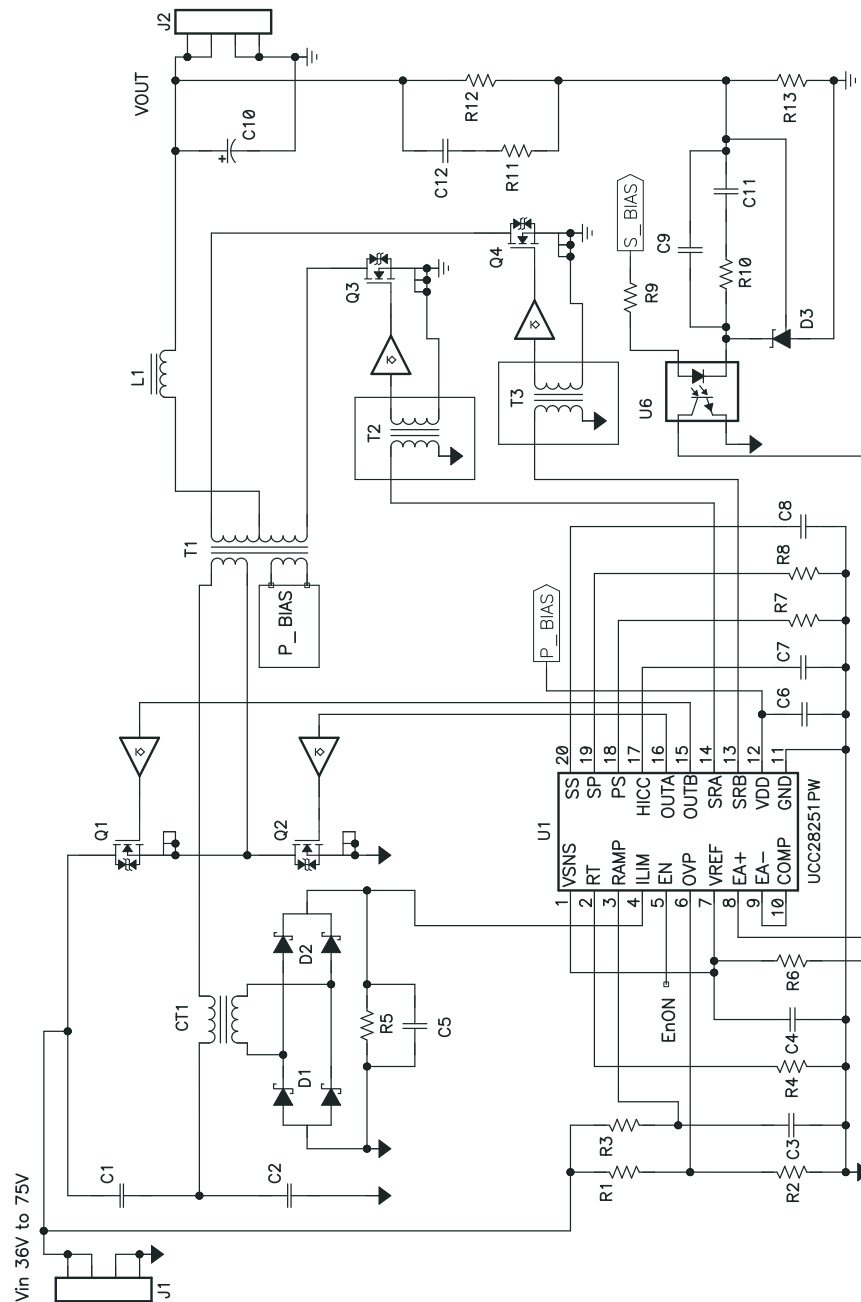 Vin 36V to 75V
J1
C1
C2
CT1
D1
D2
R5
C5
Q1
Q2
P_BIAS
T1
L1
VOUT
J2
C10
+
Q3
Q4
T2
T3
R12
C12
R11
R13
S_BIAS
R9
C9
C11
R10
D3
U6
P_BIAS
C8
R8
R7
C7
C6
U1
UCC28251PW
1 VSNS
2 RT
3 RAMP
4 ILIM
5 EN
6 OVP
7 VREF
8 EA+
9 EA-
10 COMP
20 SS
19 SP
18 PS
17 HICC
16 OUTA
15 OUTB
14 SRA
13 SRB
12 VDD
11 GND
EnON
R6
C4
R4
C3
R3
R1
R2